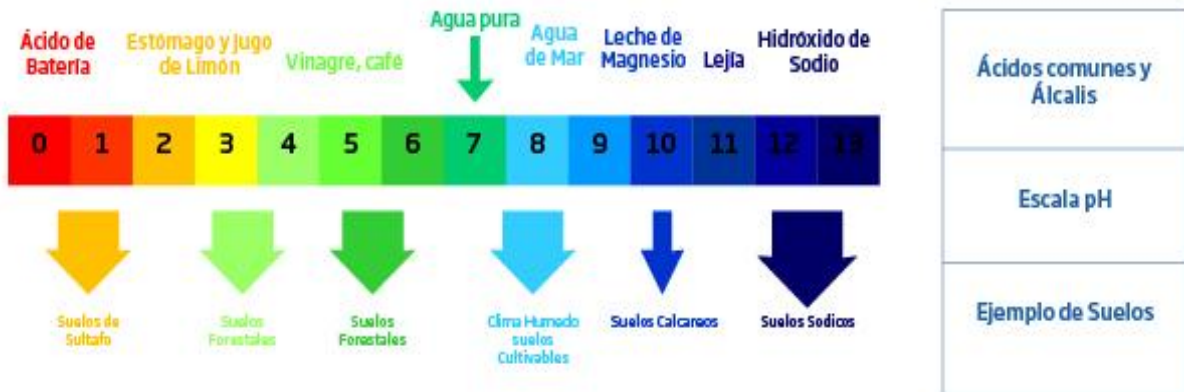 Agua pura
Ácido de
Batería
Estómago y Jugo
de Limón
Vinagre, café
Agua
de Mar
Leche de
Magnesio
Lejía
Hidróxido de
Sodio
Ácidos comunes y
Álcalis
0 1 2 3 4 5 6 7 8 9 10 11 12 13
Escala pH
Suelos de
Sultafo
Suelos
Forestales
Suelos
Forestales
Clima Humedo
suelos
Cultivables
Suelos Calcareos
Suelos Sodicos
Ejemplo de Suelos